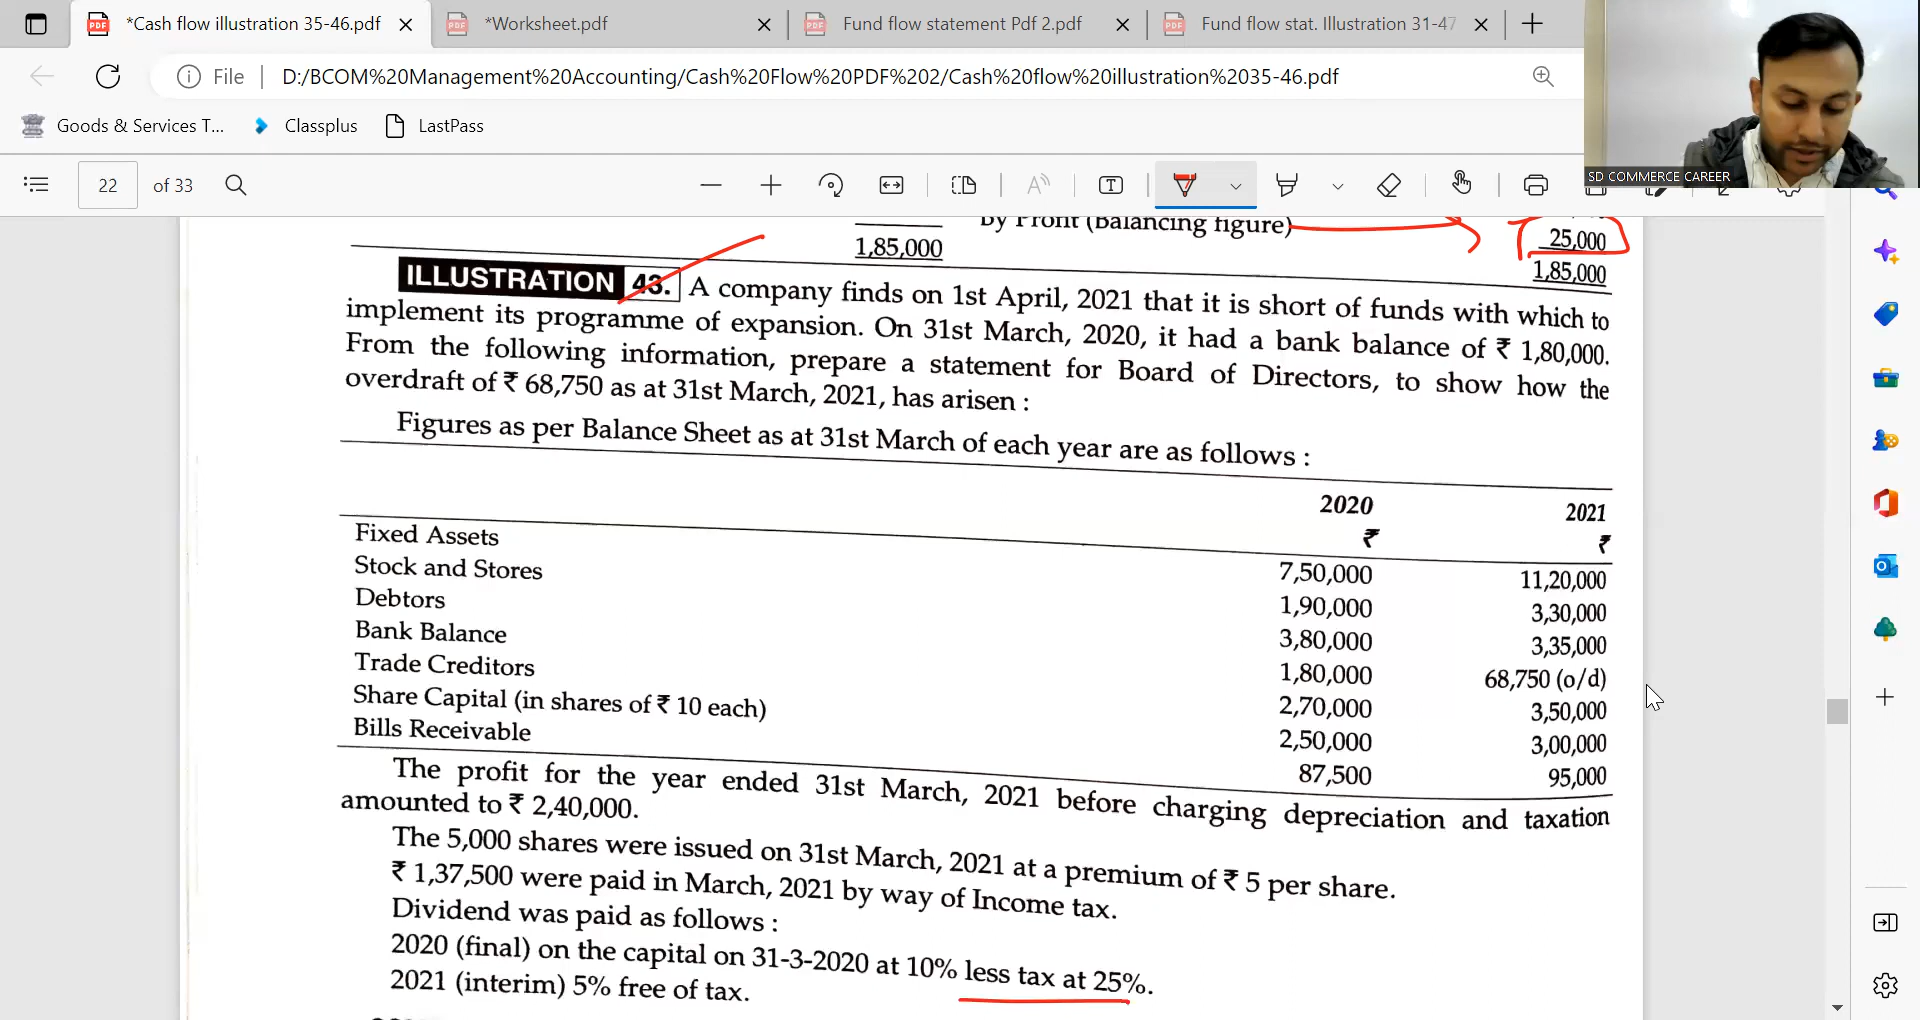 *Cash flow illustration 35-46.pdf
*Worksheet.pdf
Fund flow statement Pdf 2.pdf
Fund flow stat. Illustration 31-47
File
D:/BCOM%20Management%20Accounting/Cash%20Flow%20PDF%202/Cash%20flow%20illustration%2035-46.pdf
Goods & Services T...
Classplus
LastPass
22 of 33
SD COMMERCE CAREER
By Profit (Balancing figure)
25,000
1,85,000
1,85,000
ILLUSTRATION 43. A company finds on 1st April, 2021 that it is short of funds with which to
implement its programme of expansion. On 31st March, 2020, it had a bank balance of ₹ 1,80,000.
From the following information, prepare a statement for Board of Directors, to show how the
overdraft of ₹ 68,750 as at 31st March, 2021, has arisen :
Figures as per Balance Sheet as at 31st March of each year are as follows :
2020 2021
₹ ₹
Fixed Assets 7,50,000 11,20,000
Stock and Stores 1,90,000 3,30,000
Debtors 3,80,000 3,35,000
Bank Balance 1,80,000 68,750 (o/d)
Trade Creditors 2,70,000 3,50,000
Share Capital (in shares of ₹ 10 each) 2,50,000 3,00,000
Bills Receivable 87,500 95,000
The profit for the year ended 31st March, 2021 before charging depreciation and taxation
amounted to ₹ 2,40,000.
The 5,000 shares were issued on 31st March, 2021 at a premium of ₹ 5 per share.
₹ 1,37,500 were paid in March, 2021 by way of Income tax.
Dividend was paid as follows :
2020 (final) on the capital on 31-3-2020 at 10% less tax at 25%.
2021 (interim) 5% free of tax.